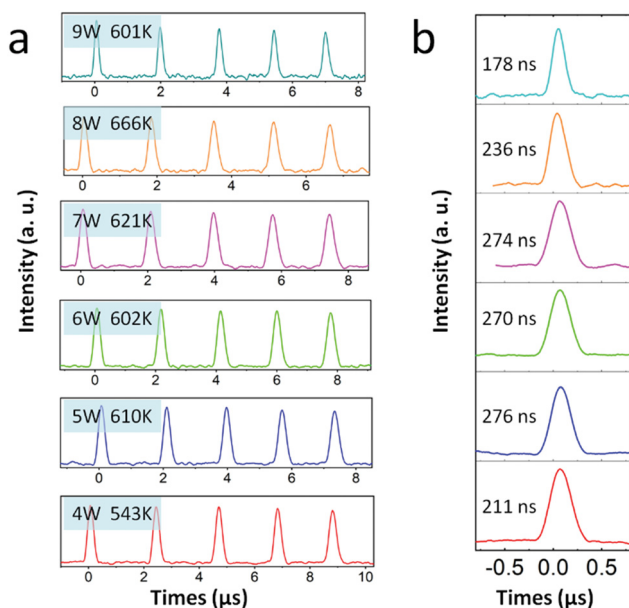 a
Intensity (a. u.)
9W 601K
0 2 4 6 8
8W 666K
0 2 4 6
7W 621K
0 2 4 6 8
6W 602K
0 2 4 6 8
5W 610K
0 2 4 6 8
4W 543K
0 2 4 6 8 10
Times (μs)
b
Intensity (a. u.)
178 ns
236 ns
274 ns
270 ns
276 ns
211 ns
-0.5 0.0 0.5
Times (μs)